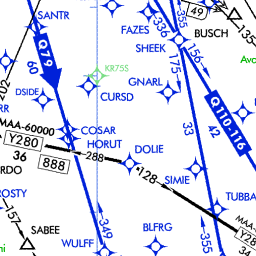 SANTR
Q79
60
202
DSIDE
KR75S
CURSD
FAZES
SHEEK
336
355
49
BUSCH
135
156
175
GNARL
Q110-116
42
33
MAA-60000
COSAR
HORUT
Y280
36
888
288
DOLIE
128
SIMIE
TUBBA
MAA-
Y28
34
ROSTY
157
SABEE
WULFF
349
BLFRG
355